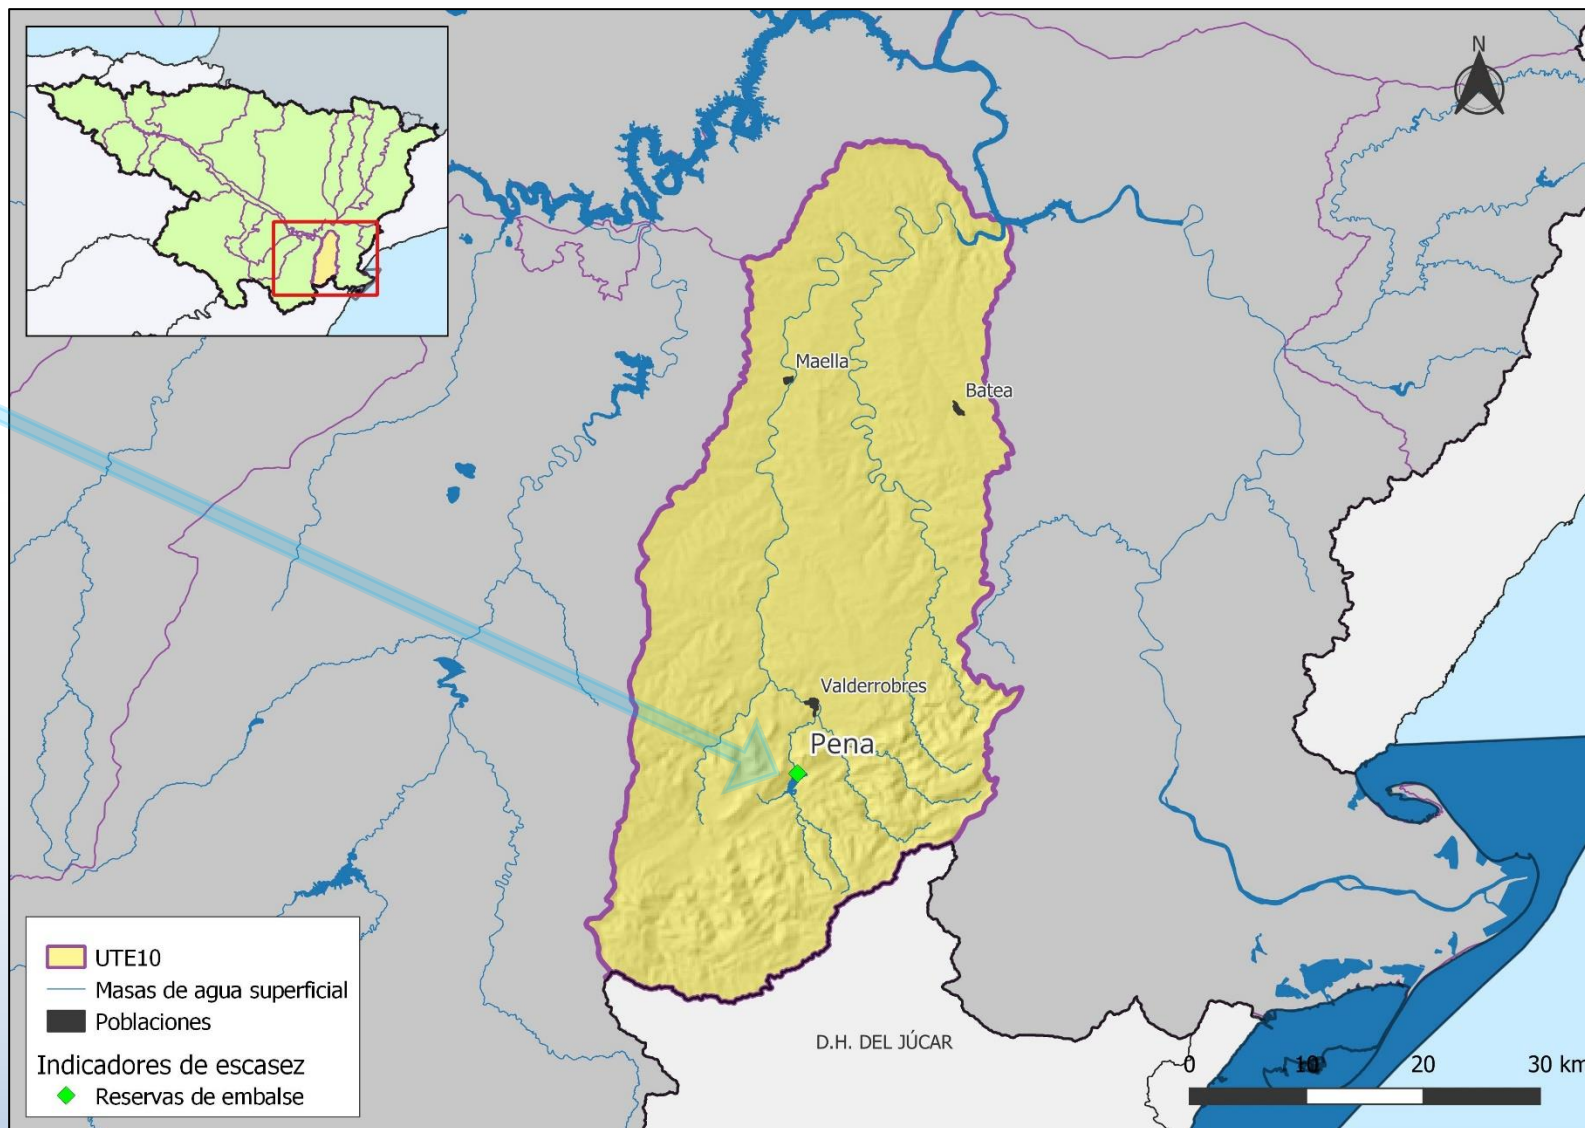 N
Maella
Batea
Valderrobres
Pena
UTE10
Masas de agua superficial
Poblaciones
Indicadores de escasez
Reservas de embalse
D.H. DEL JÚCAR
0 10 20 30 km